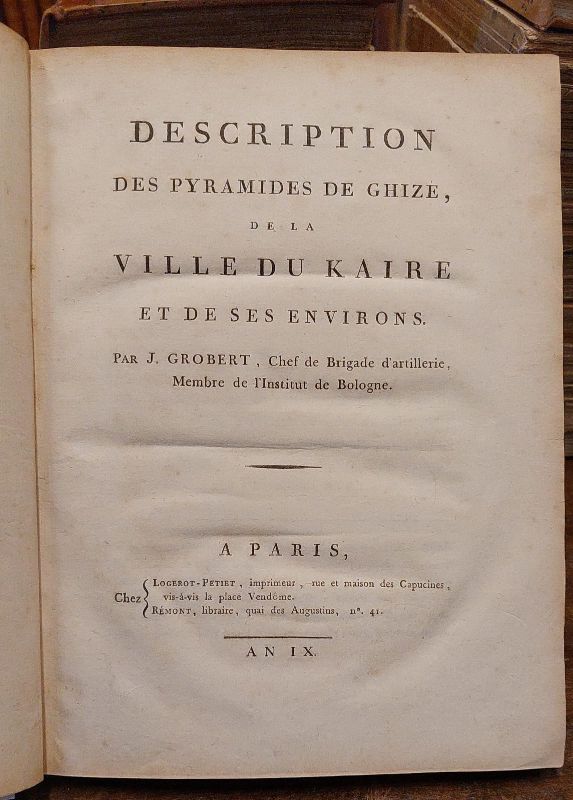 DESCRIPTION
DES PYRAMIDES DE GHIZÉ,
DE LA
VILLE DU KAIRE
ET DE SES ENVIRONS.
PAR J. GROBERT, Chef de Brigade d'artillerie,
Membre de l'Institut de Bologne.
A PARIS,
Chez { LOGEROT-PETIET, imprimeur, rue et maison des Capucines,
vis-à-vis la place Vendôme.
RÉMONT, libraire, quai des Augustins, nº. 41.
AN IX.